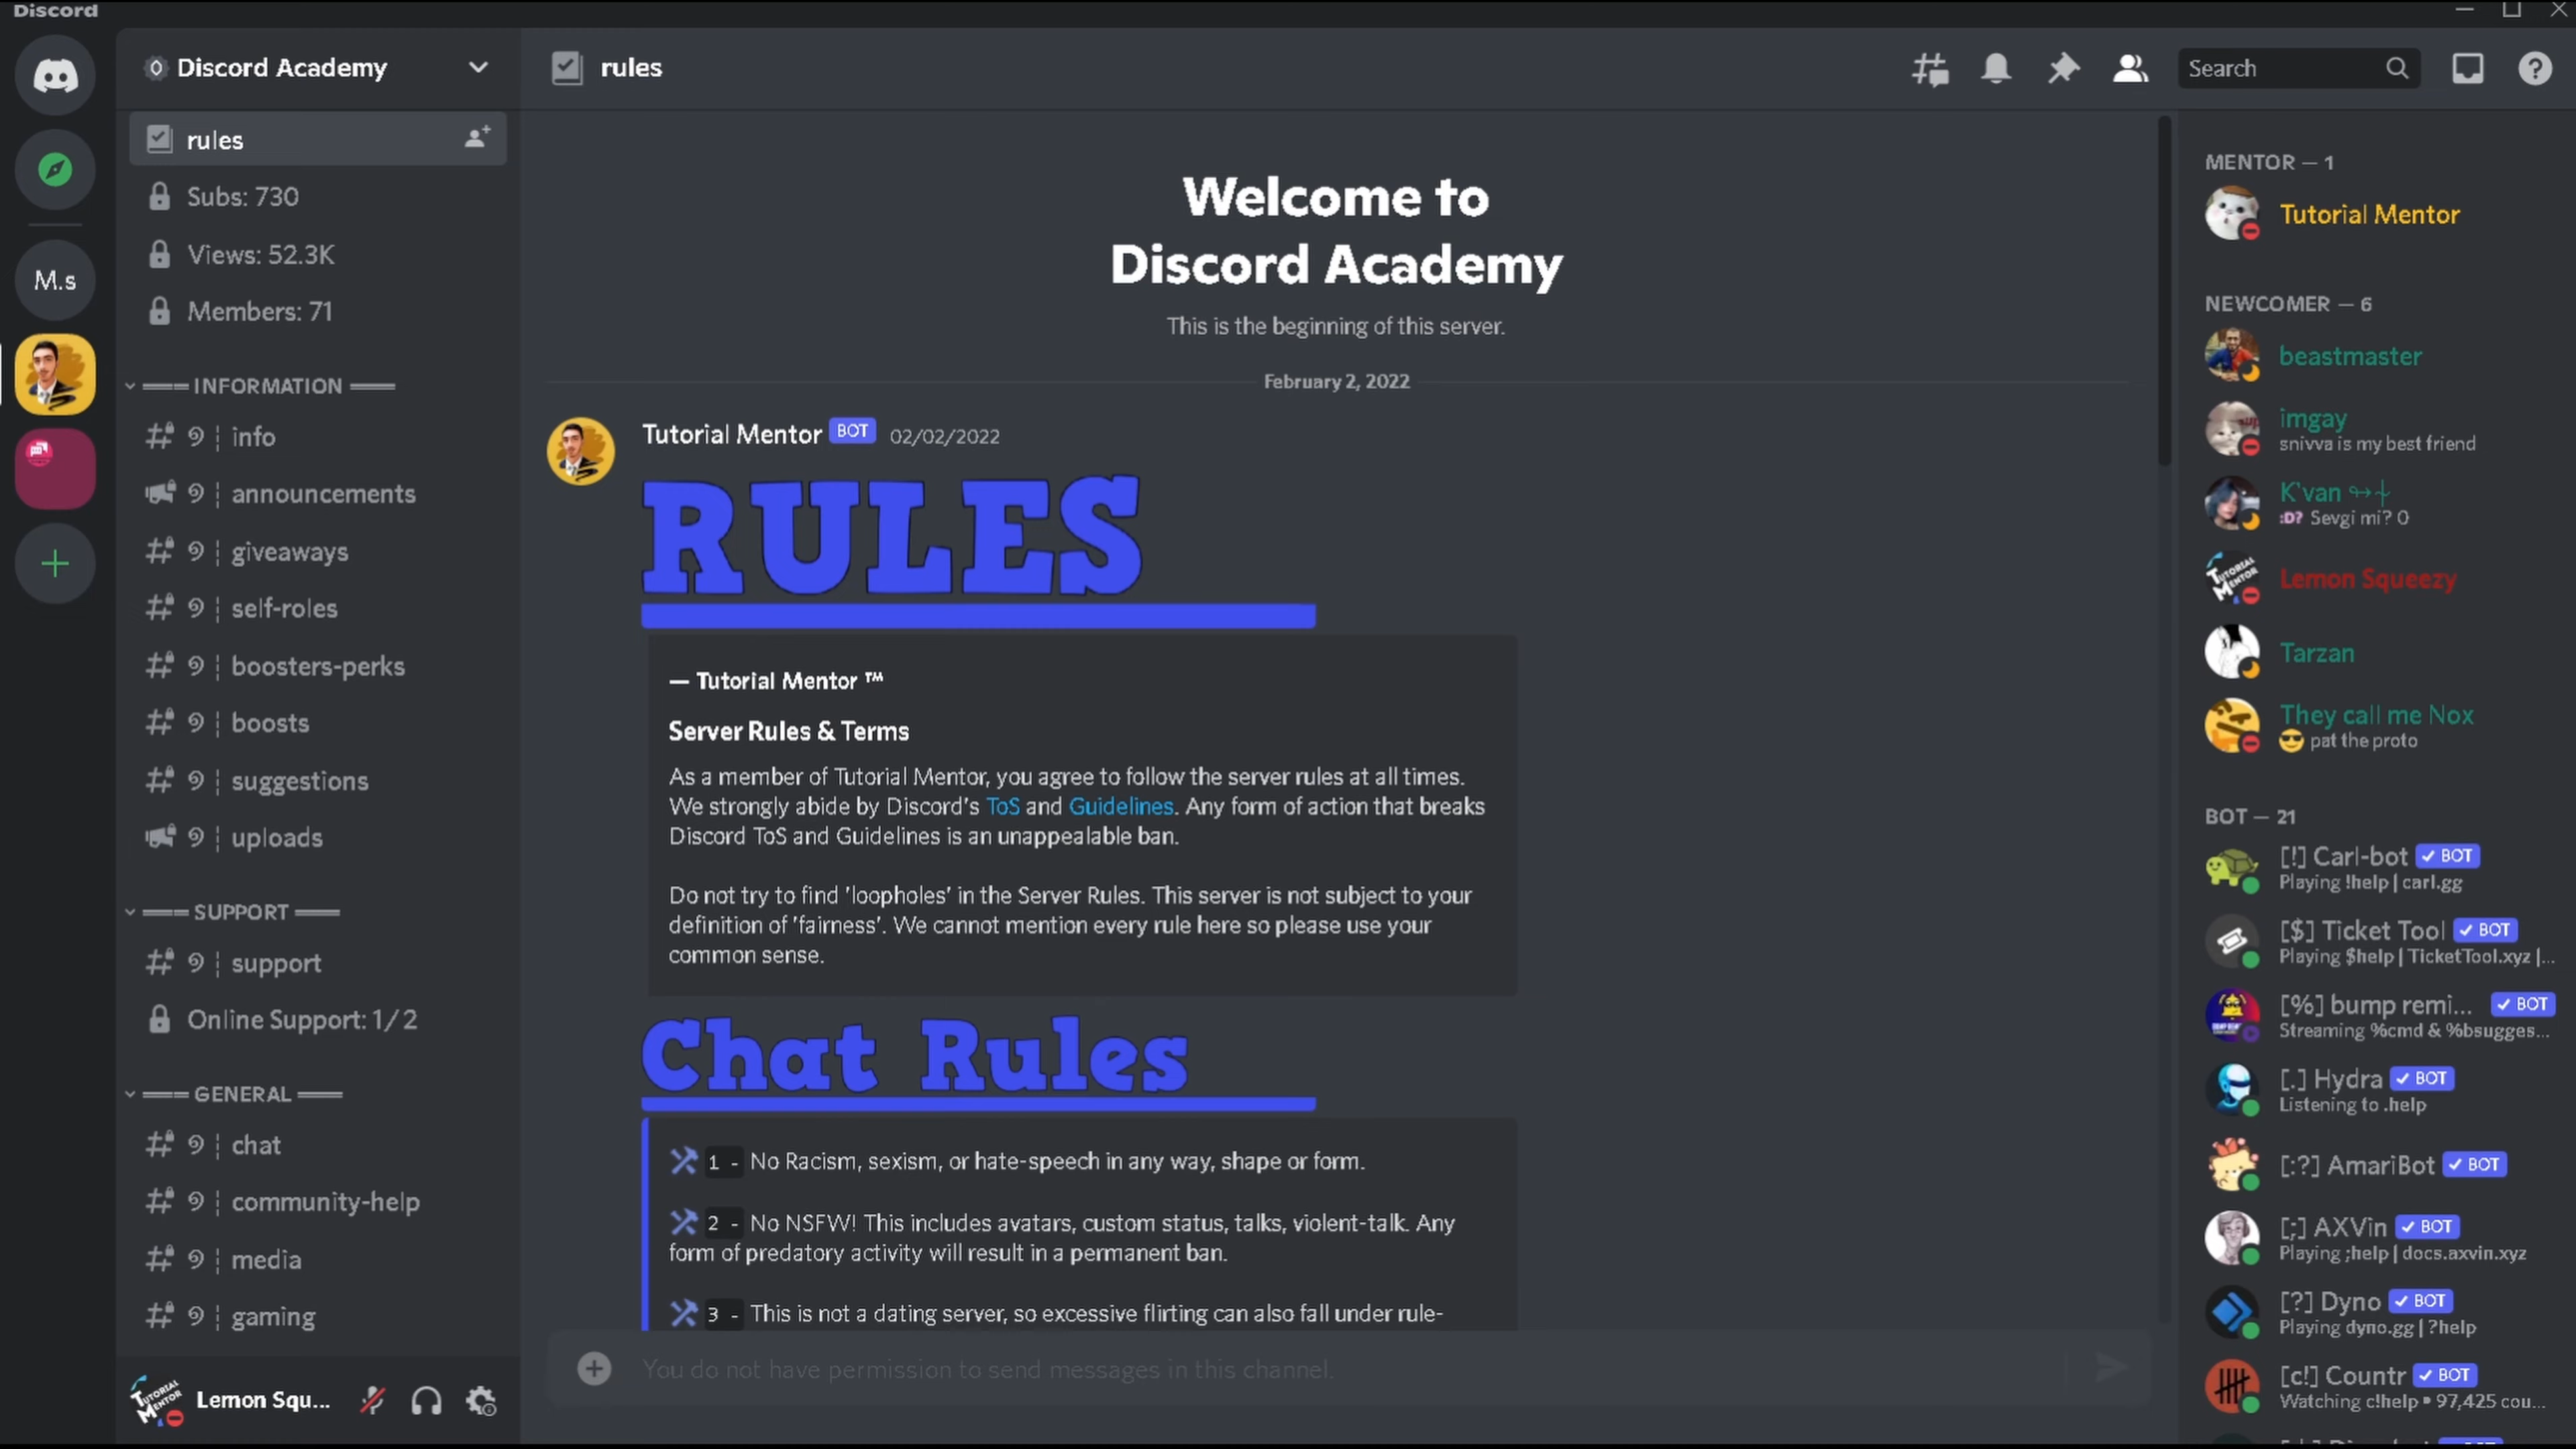 Discord
Discord Academy
rules
Search
rules
Subs: 730
Views: 52.3K
Members: 71
INFORMATION
info
announcements
giveaways
self-roles
boosters-perks
boosts
suggestions
uploads
SUPPORT
support
Online Support: 1/2
GENERAL
chat
community-help
media
gaming
M.s
Lemon Squ...
Welcome to
Discord Academy
This is the beginning of this server.
February 2, 2022
Tutorial Mentor BOT 02/02/2022
RULES
— Tutorial Mentor ™
Server Rules & Terms
As a member of Tutorial Mentor, you agree to follow the server rules at all times.
We strongly abide by Discord's ToS and Guidelines. Any form of action that breaks
Discord ToS and Guidelines is an unappealable ban.
Do not try to find 'loopholes' in the Server Rules. This server is not subject to your
definition of 'fairness'. We cannot mention every rule here so please use your
common sense.
Chat Rules
1 - No Racism, sexism, or hate-speech in any way, shape or form.
2 - No NSFW! This includes avatars, custom status, talks, violent-talk. Any
form of predatory activity will result in a permanent ban.
3 - This is not a dating server, so excessive flirting can also fall under rule-
You do not have permission to send messages in this channel.
MENTOR — 1
Tutorial Mentor
NEWCOMER — 6
beastmaster
imgay
snivva is my best friend
K'van
:D? Sevgi mi? 0
TUTORIAL MENTOR
Lemon Squeezy
Tarzan
They call me Nox
pat the proto
BOT — 21
[!] Carl-bot BOT
Playing !help | carl.gg
[$] Ticket Tool BOT
Playing $help | TicketTool.xyz |...
[%] bump remi... BOT
Streaming %cmd & %bsugges...
[.] Hydra BOT
Listening to .help
[:?] AmariBot BOT
[;] AXVin BOT
Playing ;help | docs.axvin.xyz
[?] Dyno BOT
Playing dyno.gg | ?help
[c!] Countr BOT
Watching c!help • 97,425 cou...